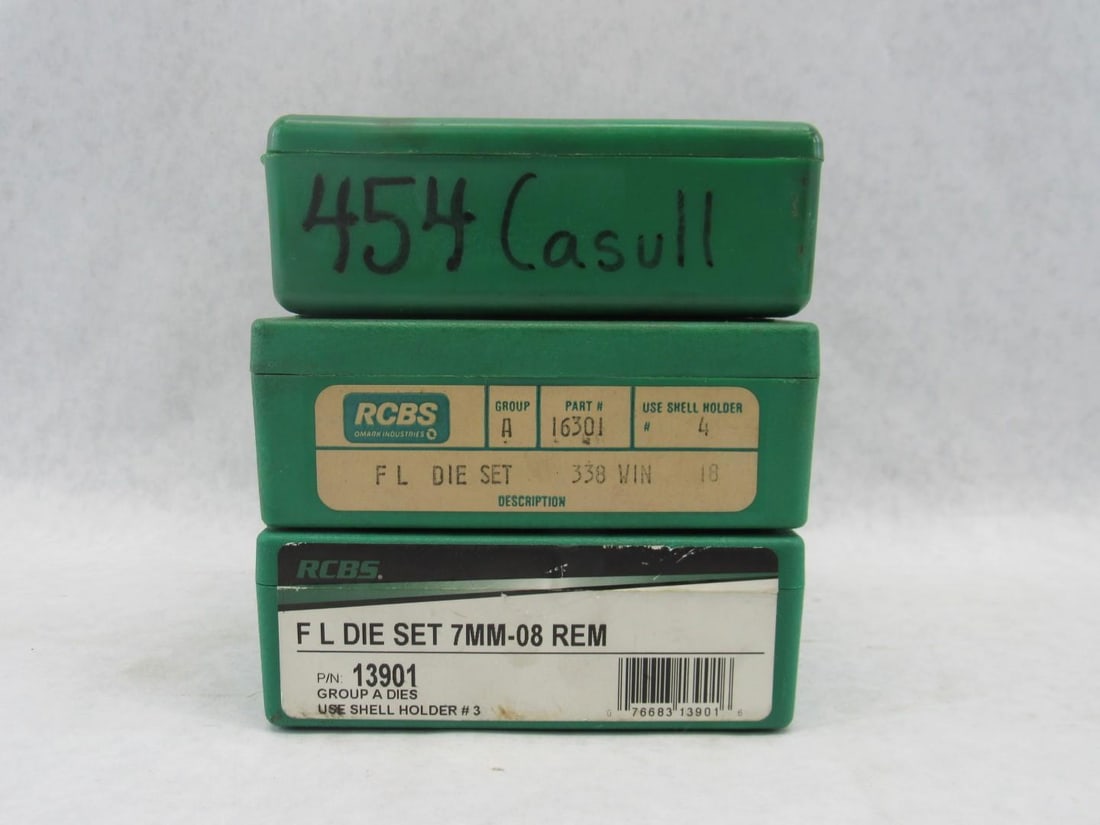 454 Casull
RCBS
OMARK INDUSTRIES
GROUP
A
PART #
16301
USE SHELL HOLDER
# 4
F L DIE SET 338 WIN 18
DESCRIPTION
RCBS.
F L DIE SET 7MM-08 REM
P/N: 13901
GROUP A DIES
USE SHELL HOLDER # 3
0 76683 13901 6